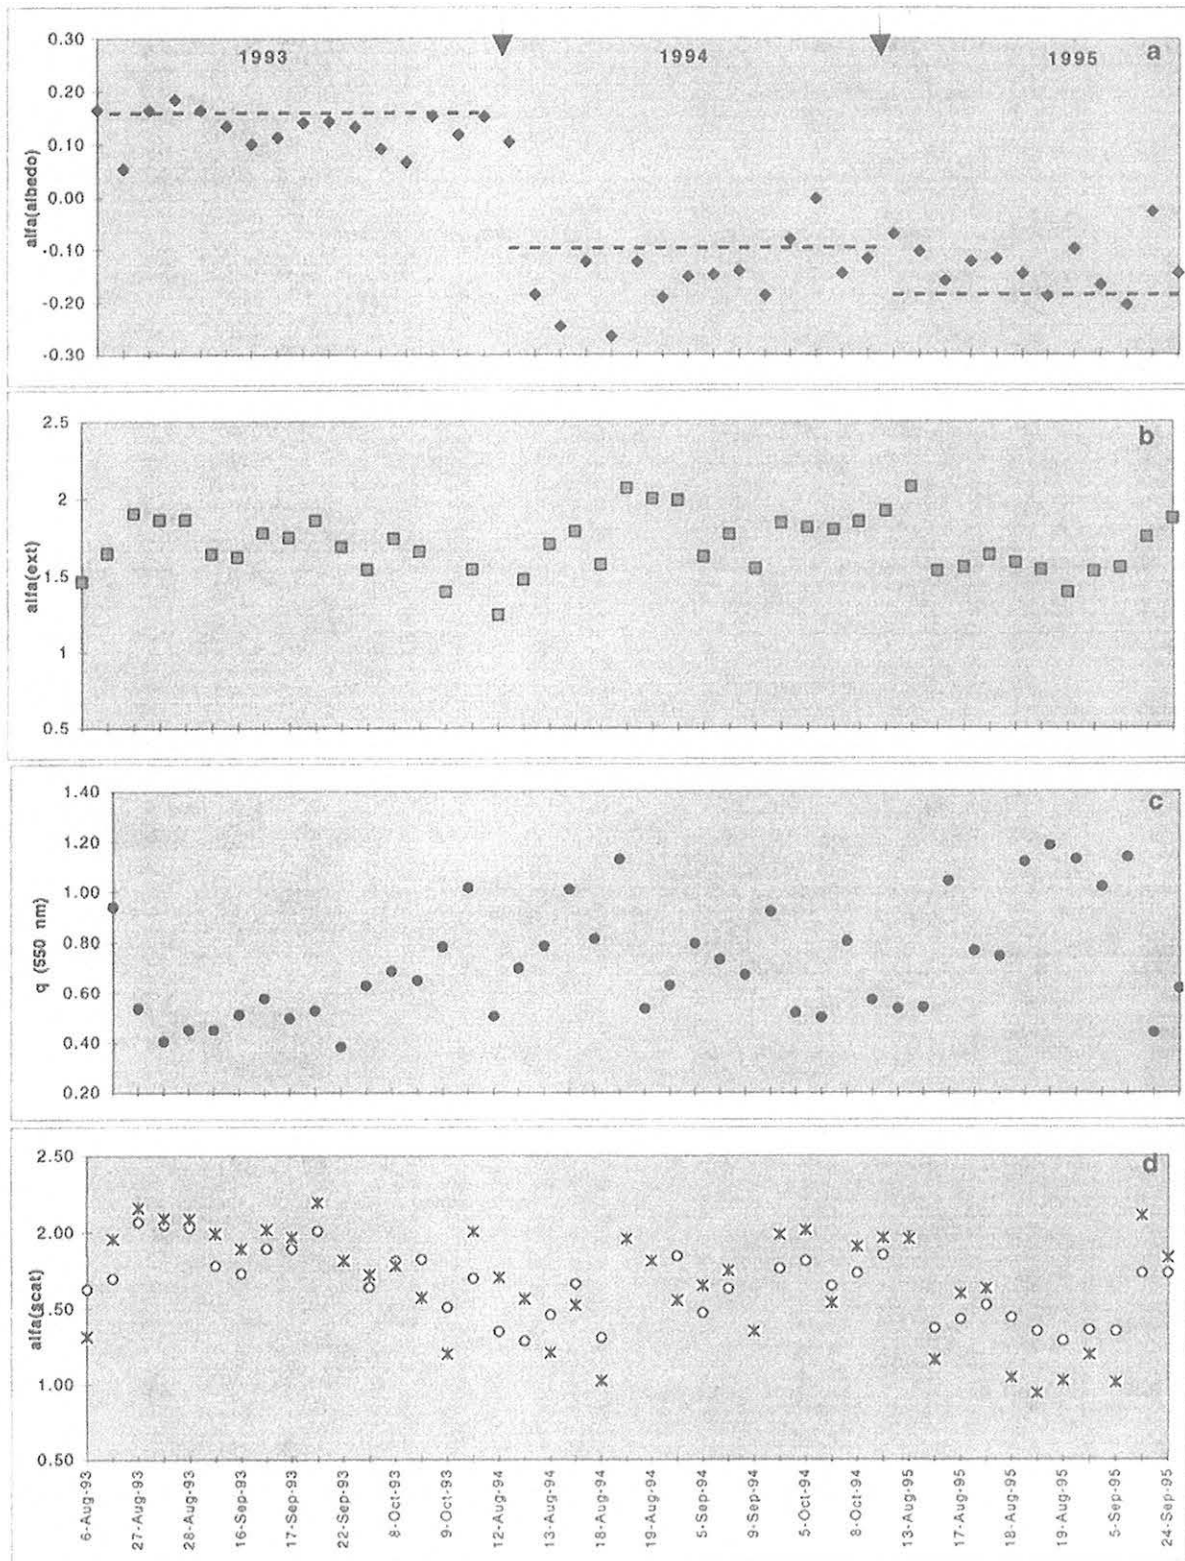 a
1993
1994
1995
alfa(albedo)
0.30
0.20
0.10
0.00
-0.10
-0.20
-0.30
b
alfa(ext)
2.5
2
1.5
1
0.5
c
q (550 nm)
1.40
1.20
1.00
0.80
0.60
0.40
0.20
d
alfa(scat)
2.50
2.00
1.50
1.00
0.50
6-Aug-93
27-Aug-93
28-Aug-93
16-Sep-93
17-Sep-93
22-Sep-93
8-Oct-93
9-Oct-93
12-Aug-94
13-Aug-94
18-Aug-94
19-Aug-94
5-Sep-94
9-Sep-94
5-Oct-94
8-Oct-94
13-Aug-95
17-Aug-95
18-Aug-95
19-Aug-95
5-Sep-95
24-Sep-95